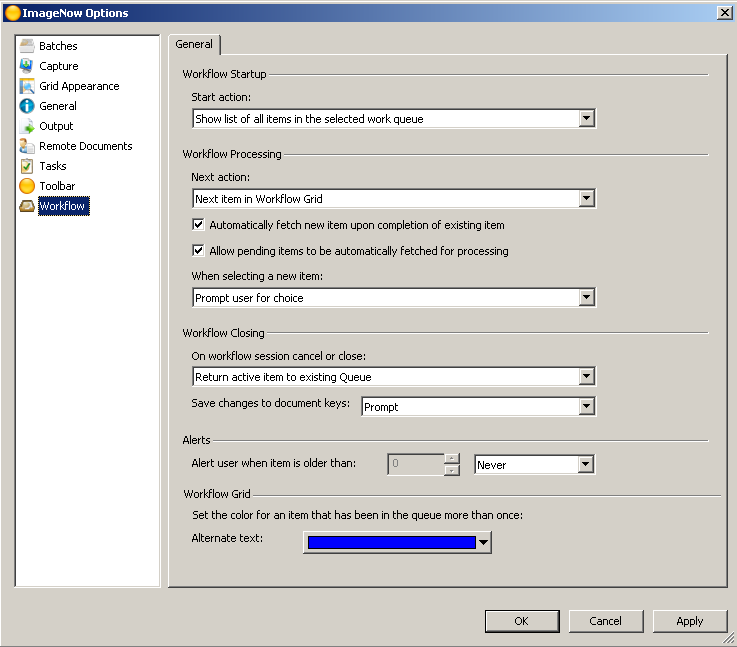 ImageNow Options
Batches
Capture
Grid Appearance
General
Output
Remote Documents
Tasks
Toolbar
Workflow
General
Workflow Startup
Start action:
Show list of all items in the selected work queue
Workflow Processing
Next action:
Next item in Workflow Grid
Automatically fetch new item upon completion of existing item
Allow pending items to be automatically fetched for processing
When selecting a new item:
Prompt user for choice
Workflow Closing
On workflow session cancel or close:
Return active item to existing Queue
Save changes to document keys: Prompt
Alerts
Alert user when item is older than: 0 Never
Workflow Grid
Set the color for an item that has been in the queue more than once:
Alternate text:
OK Cancel Apply